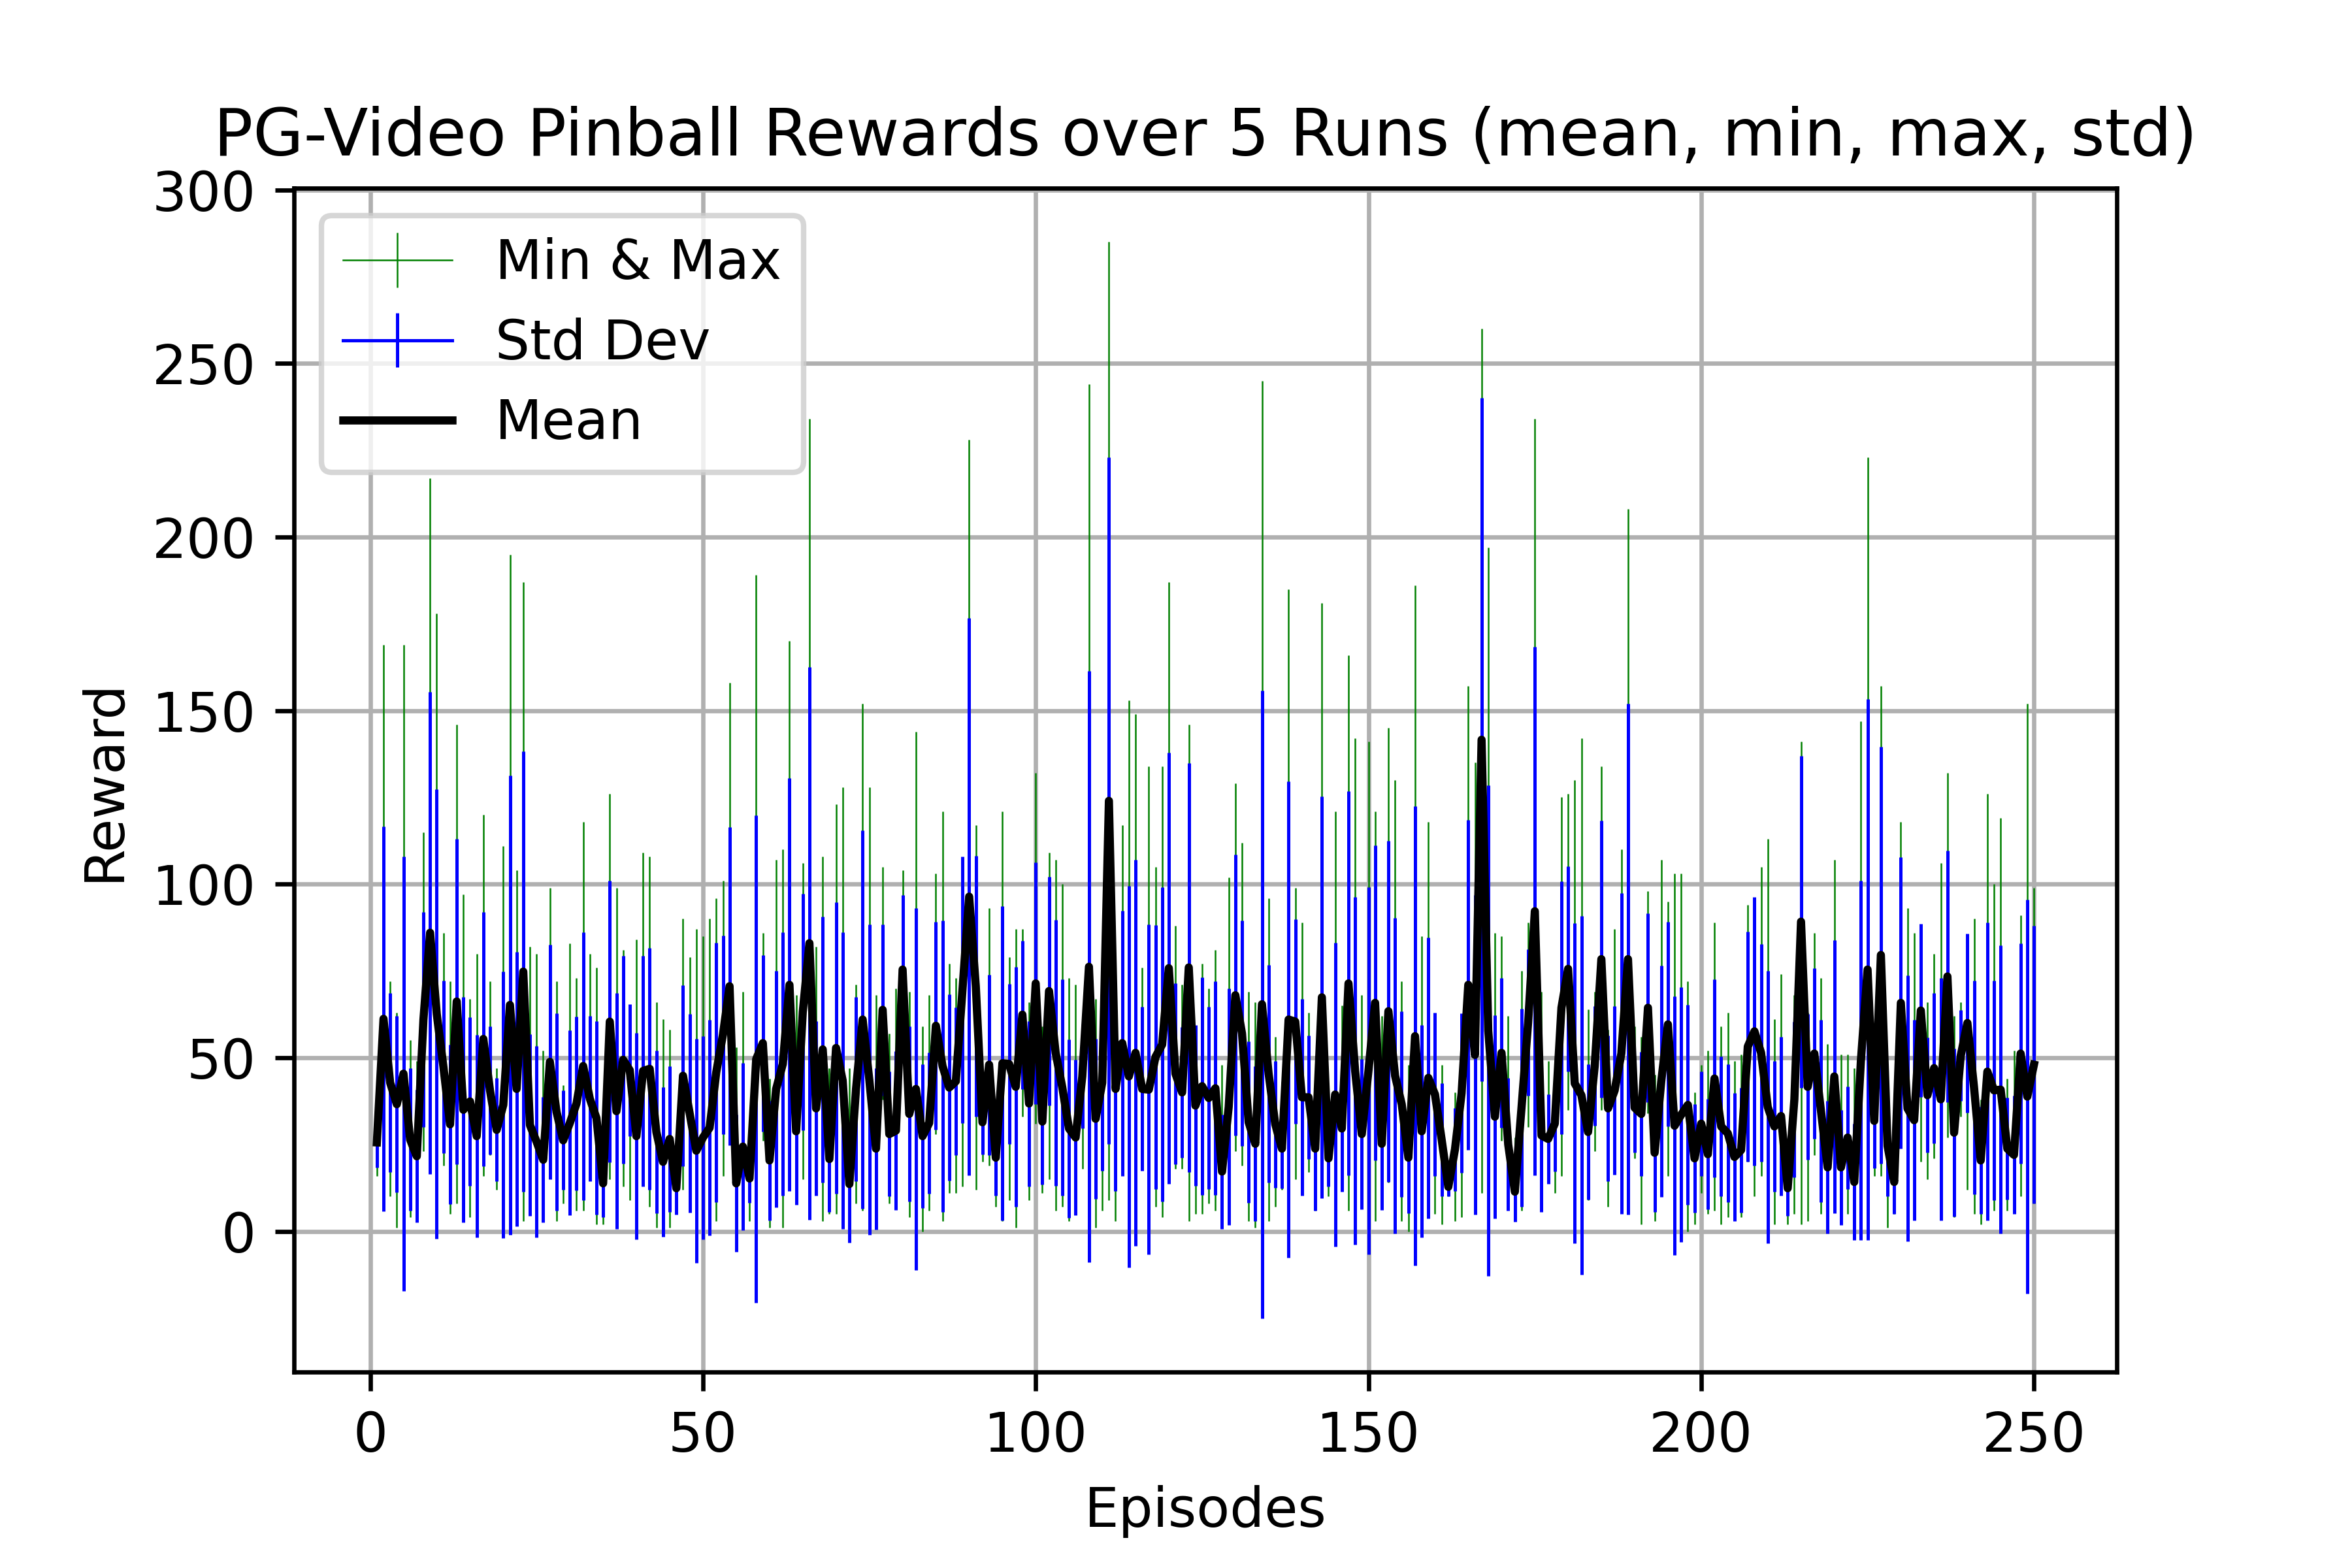 PG-Video Pinball Rewards over 5 Runs (mean, min, max, std)
300
250
200
150
100
50
0
Reward
Min & Max
Std Dev
Mean
0 50 100 150 200 250
Episodes